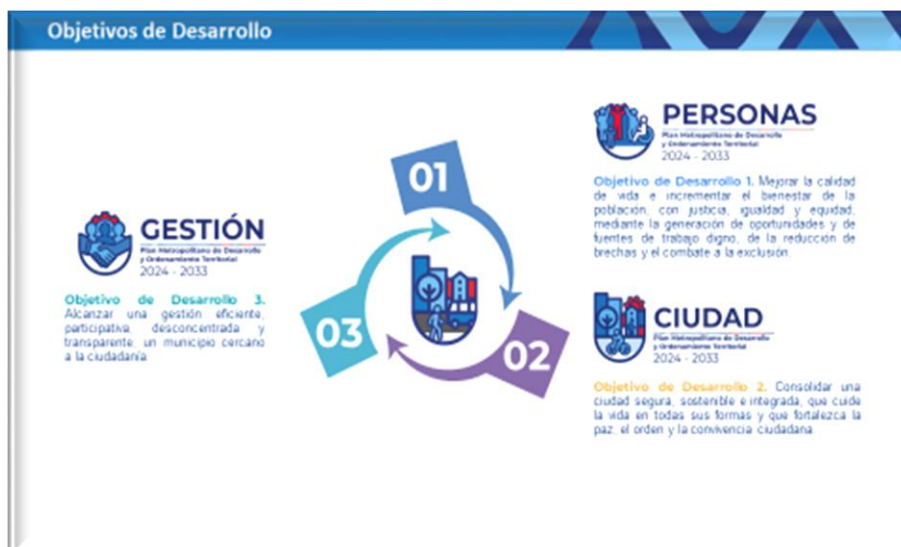 Objetivos de Desarrollo
PERSONAS
Plan Metropolitano de Desarrollo
y Ordenamiento Territorial
2024 - 2033
Objetivo de Desarrollo 1. Mejorar la calidad
de vida e incrementar el bienestar de la
población, con justicia, igualdad y equidad,
mediante la generación de oportunidades y de
fuentes de trabajo digno, de la reducción de
brechas y el combate a la exclusión.
01
GESTIÓN
Plan Metropolitano de Desarrollo
y Ordenamiento Territorial
2024 - 2033
Objetivo de Desarrollo 3.
Alcanzar una gestión eficiente,
participativa, desconcentrada y
transparente; un municipio cercano
a la ciudadanía
03
02
CIUDAD
Plan Metropolitano de Desarrollo
y Ordenamiento Territorial
2024 - 2033
Objetivo de Desarrollo 2. Consolidar una
ciudad segura, sostenible e integrada, que cuide
la vida en todas sus formas y que fortalezca la
paz, el orden y la convivencia ciudadana